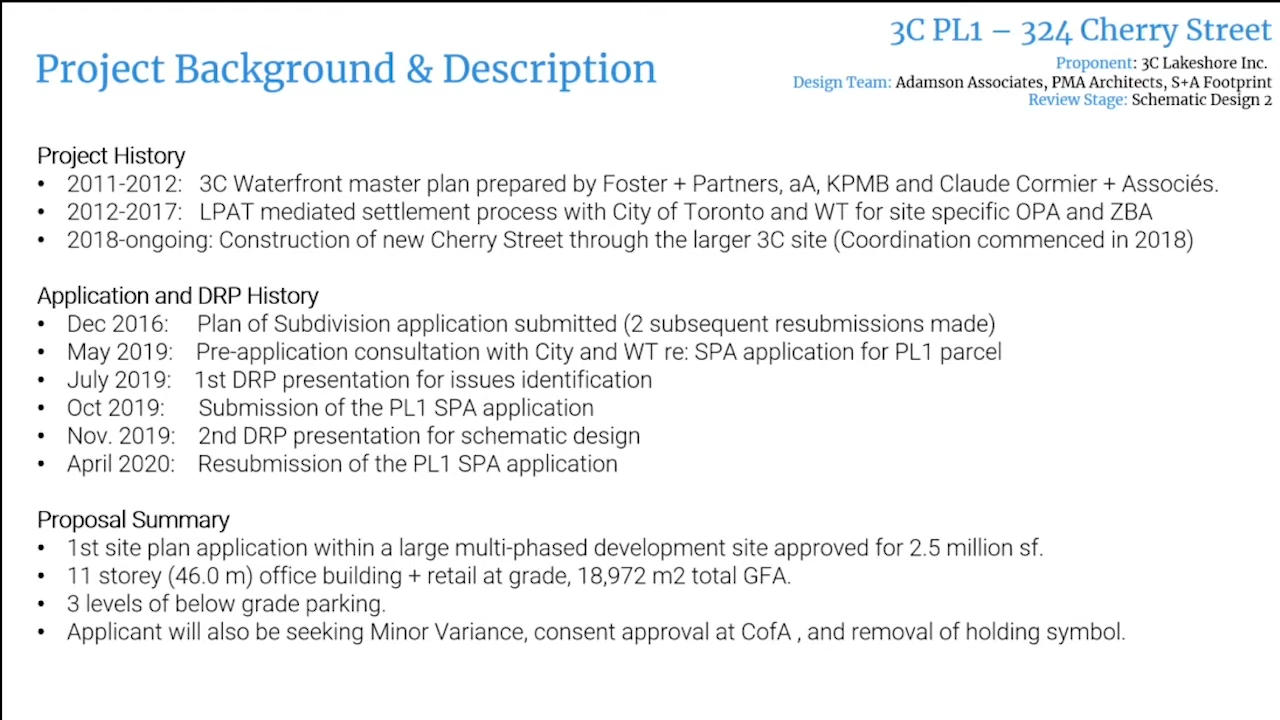 3C PL1 – 324 Cherry Street
Project Background & Description
Proponent: 3C Lakeshore Inc.
Design Team: Adamson Associates, PMA Architects, S+A Footprint
Review Stage: Schematic Design 2
Project History
• 2011-2012: 3C Waterfront master plan prepared by Foster + Partners, aA, KPMB and Claude Cormier + Associés.
• 2012-2017: LPAT mediated settlement process with City of Toronto and WT for site specific OPA and ZBA
• 2018-ongoing: Construction of new Cherry Street through the larger 3C site (Coordination commenced in 2018)
Application and DRP History
• Dec 2016: Plan of Subdivision application submitted (2 subsequent resubmissions made)
• May 2019: Pre-application consultation with City and WT re: SPA application for PL1 parcel
• July 2019: 1st DRP presentation for issues identification
• Oct 2019: Submission of the PL1 SPA application
• Nov. 2019: 2nd DRP presentation for schematic design
• April 2020: Resubmission of the PL1 SPA application
Proposal Summary
• 1st site plan application within a large multi-phased development site approved for 2.5 million sf.
• 11 storey (46.0 m) office building + retail at grade, 18,972 m2 total GFA.
• 3 levels of below grade parking.
• Applicant will also be seeking Minor Variance, consent approval at CofA , and removal of holding symbol.